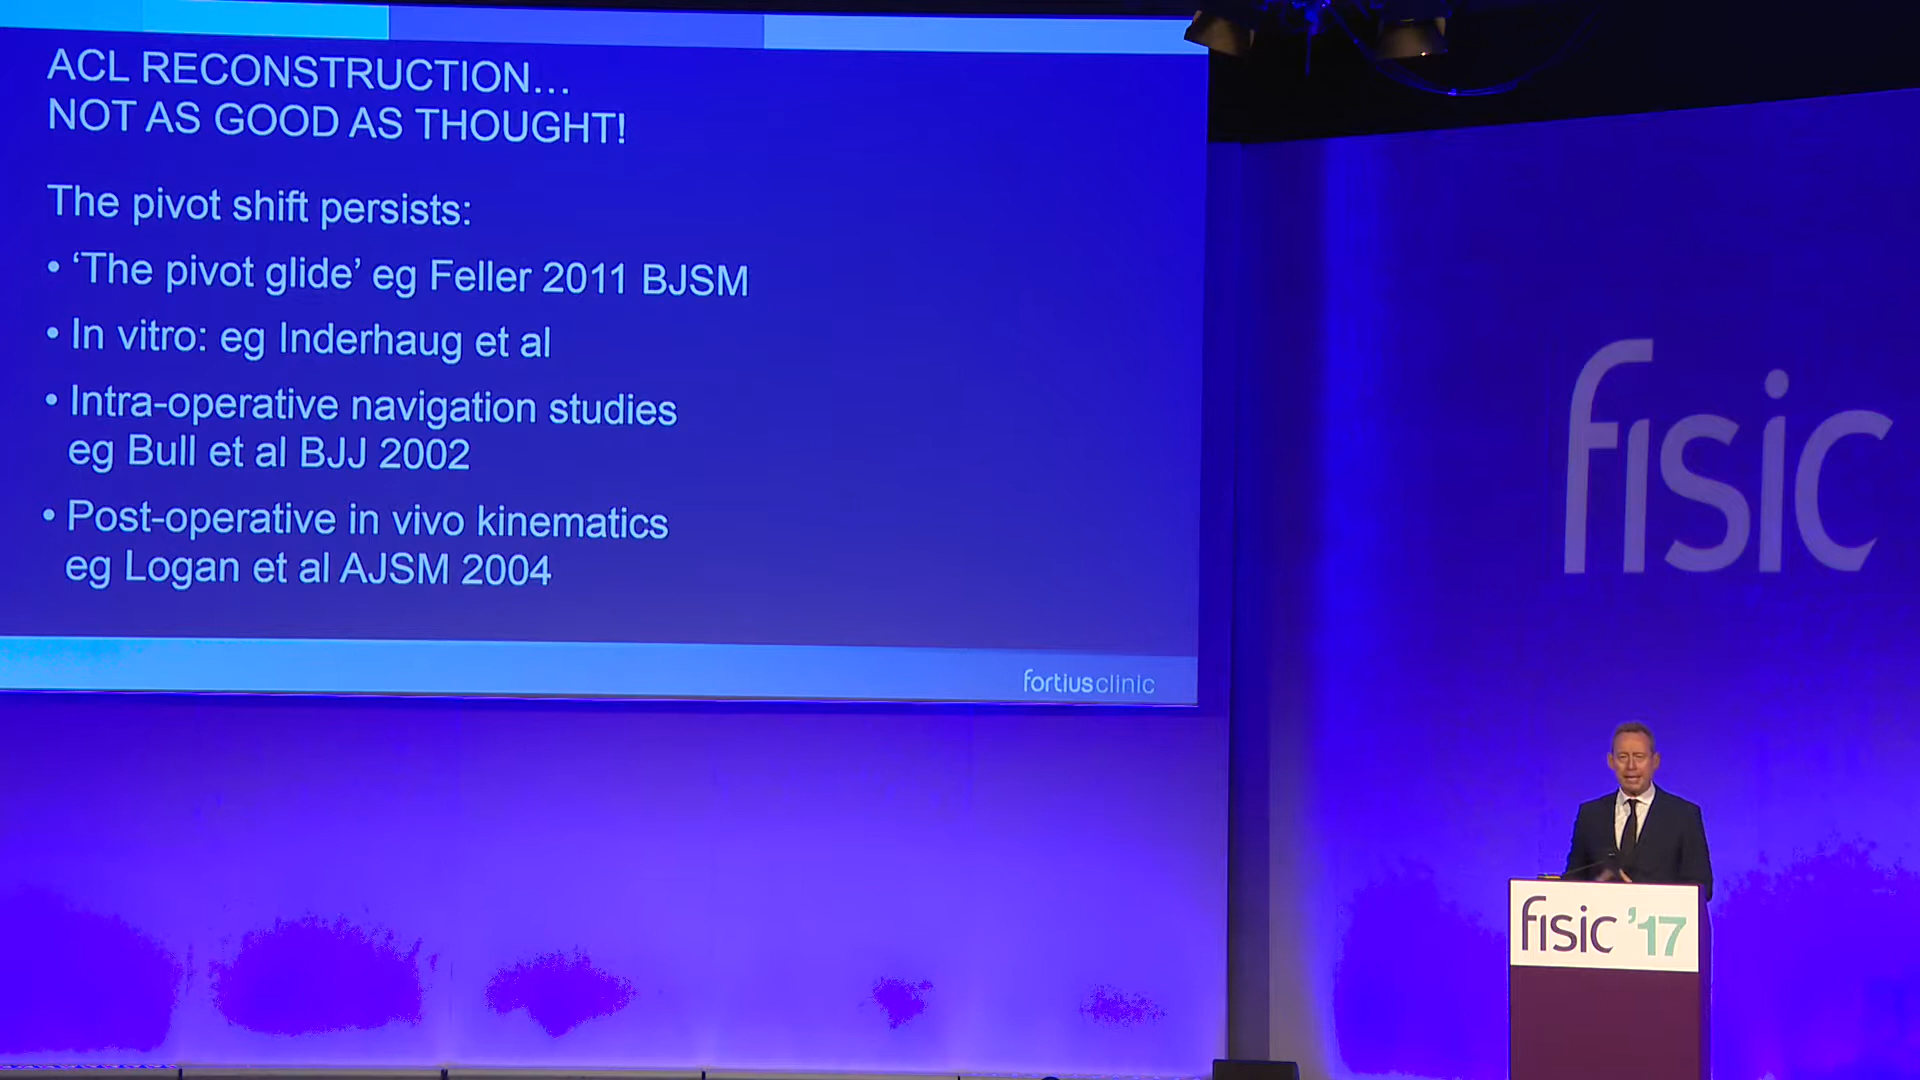 ACL RECONSTRUCTION...
NOT AS GOOD AS THOUGHT!
The pivot shift persists:
• ‘The pivot glide’ eg Feller 2011 BJSM
• In vitro: eg Inderhaug et al
• Intra-operative navigation studies
eg Bull et al BJJ 2002
• Post-operative in vivo kinematics
eg Logan et al AJSM 2004
fortiusclinic
fisic
fisic ’17